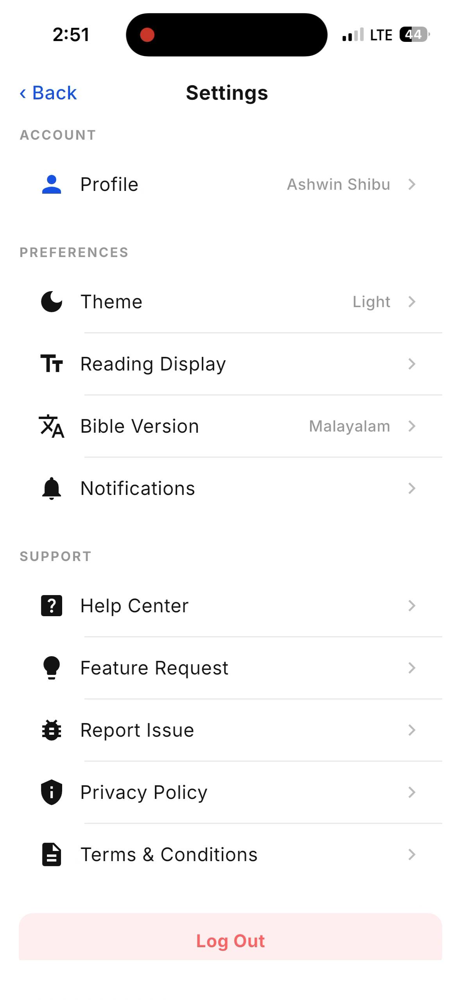 2:51 LTE 44
‹ Back Settings
ACCOUNT
Profile Ashwin Shibu
PREFERENCES
Theme Light
Reading Display
Bible Version Malayalam
Notifications
SUPPORT
Help Center
Feature Request
Report Issue
Privacy Policy
Terms & Conditions
Log Out